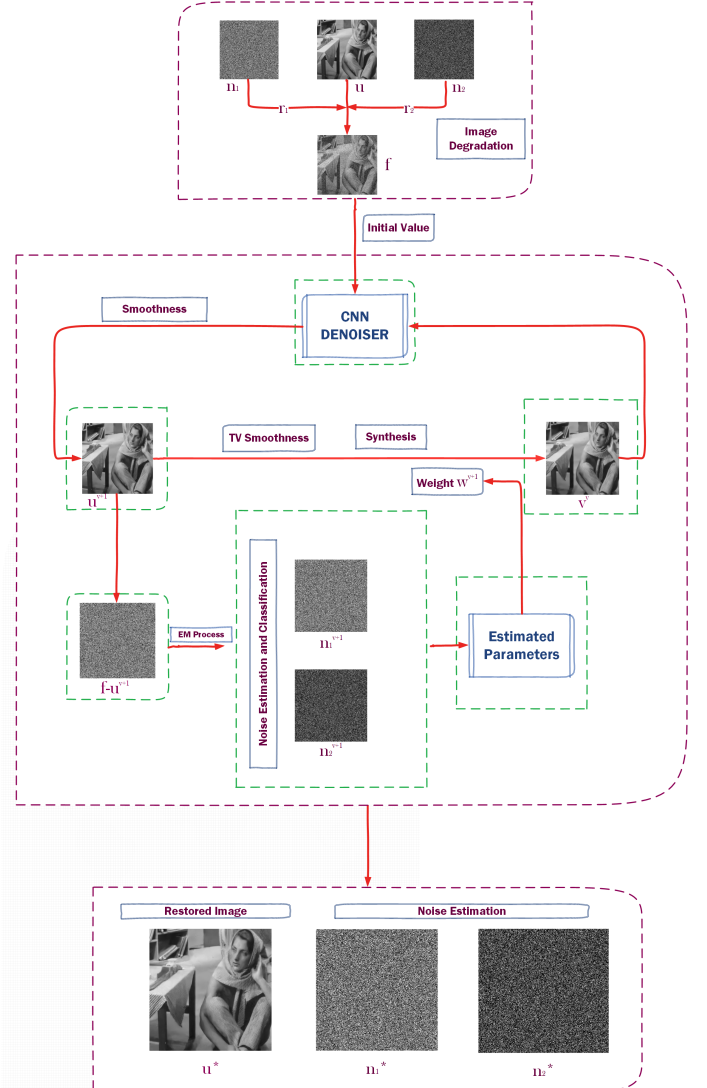 n₁
u
n₂
r₁
r₂
Image
Degradation
f
Initial Value
CNN
DENOISER
Smoothness
TV Smoothness
Synthesis
uᵛ⁺¹
Weight wᵛ⁺¹
vᵛ
Noise Estimation and Classification
n₁ᵛ⁺¹
EM Process
Estimated
Parameters
f-uᵛ⁺¹
n₂ᵛ⁺¹
Restored Image
Noise Estimation
u*
n₁*
n₂*